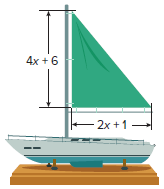 4x + 6
2x + 1